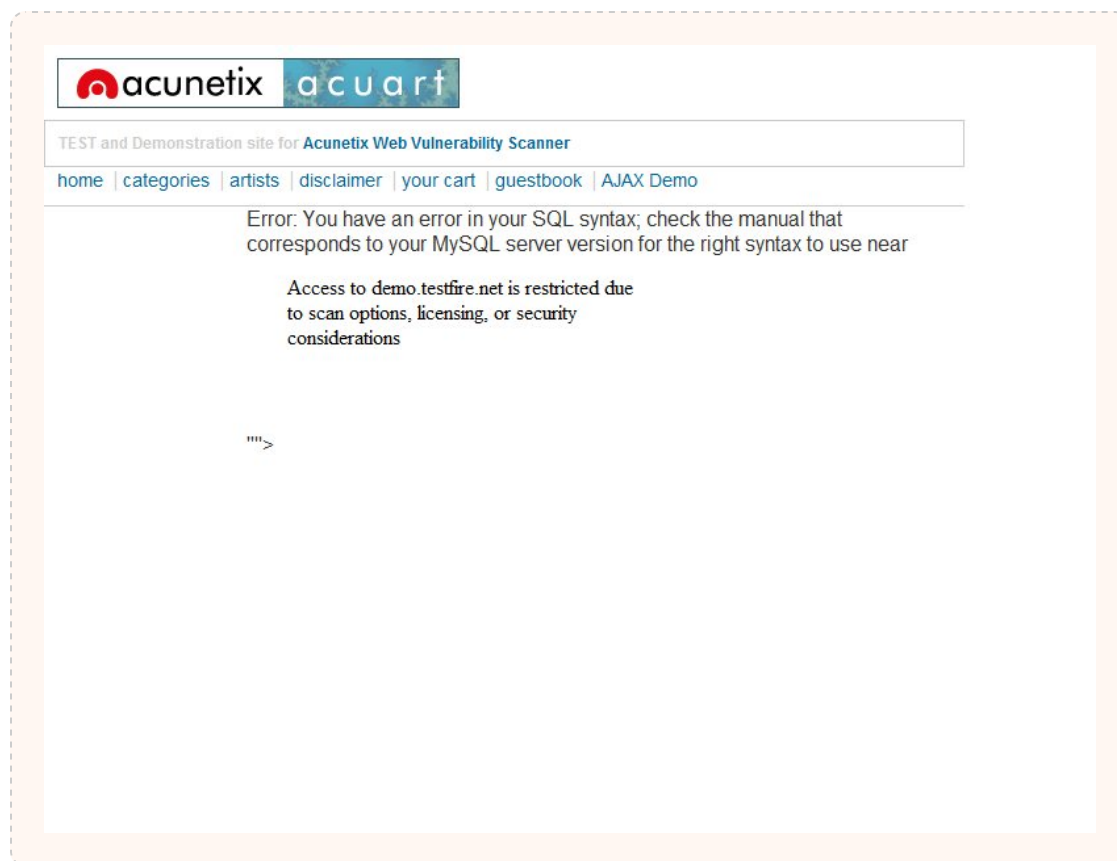 acunetix acuart
TEST and Demonstration site for Acunetix Web Vulnerability Scanner
home | categories | artists | disclaimer | your cart | guestbook | AJAX Demo
Error: You have an error in your SQL syntax; check the manual that
corresponds to your MySQL server version for the right syntax to use near
Access to demo.testfire.net is restricted due
to scan options, licensing, or security
considerations
"">